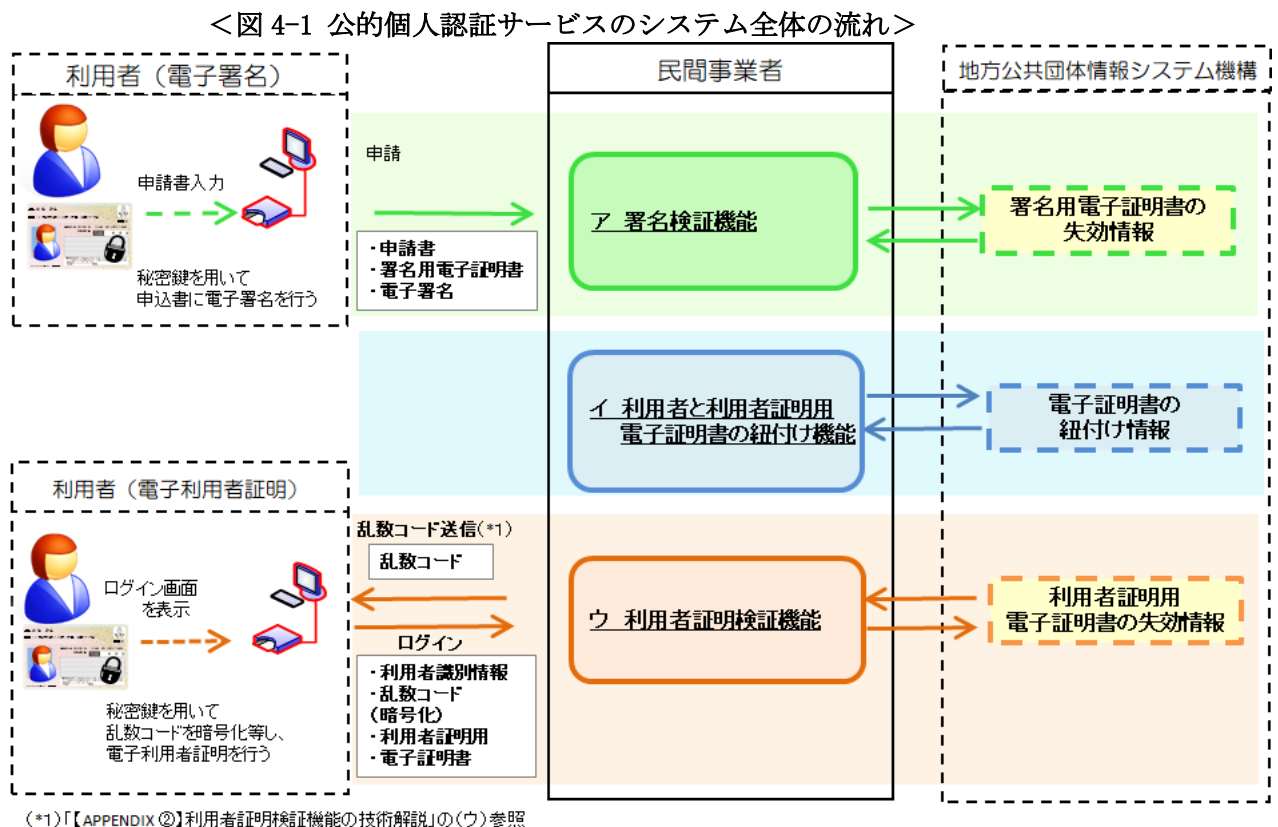 ＜図 4-1 公的個人認証サービスのシステム全体の流れ＞
利用者（電子署名）
民間事業者
地方公共団体情報システム機構
申請書入力
秘密鍵を用いて
申込書に電子署名を行う
申請
・申請書
・署名用電子証明書
・電子署名
ア 署名検証機能
署名用電子証明書の
失効情報
イ 利用者と利用者証明用
電子証明書の紐付け機能
電子証明書の
紐付け情報
利用者（電子利用者証明）
ログイン画面
を表示
秘密鍵を用いて
乱数コードを暗号化等し、
電子利用者証明を行う
乱数コード送信(*1)
乱数コード
ログイン
・利用者識別情報
・乱数コード
(暗号化)
・利用者証明用
・電子証明書
ウ 利用者証明検証機能
利用者証明用
電子証明書の失効情報
(*1)「【APPENDIX ②】利用者証明検証機能の技術解説」の(ウ)参照